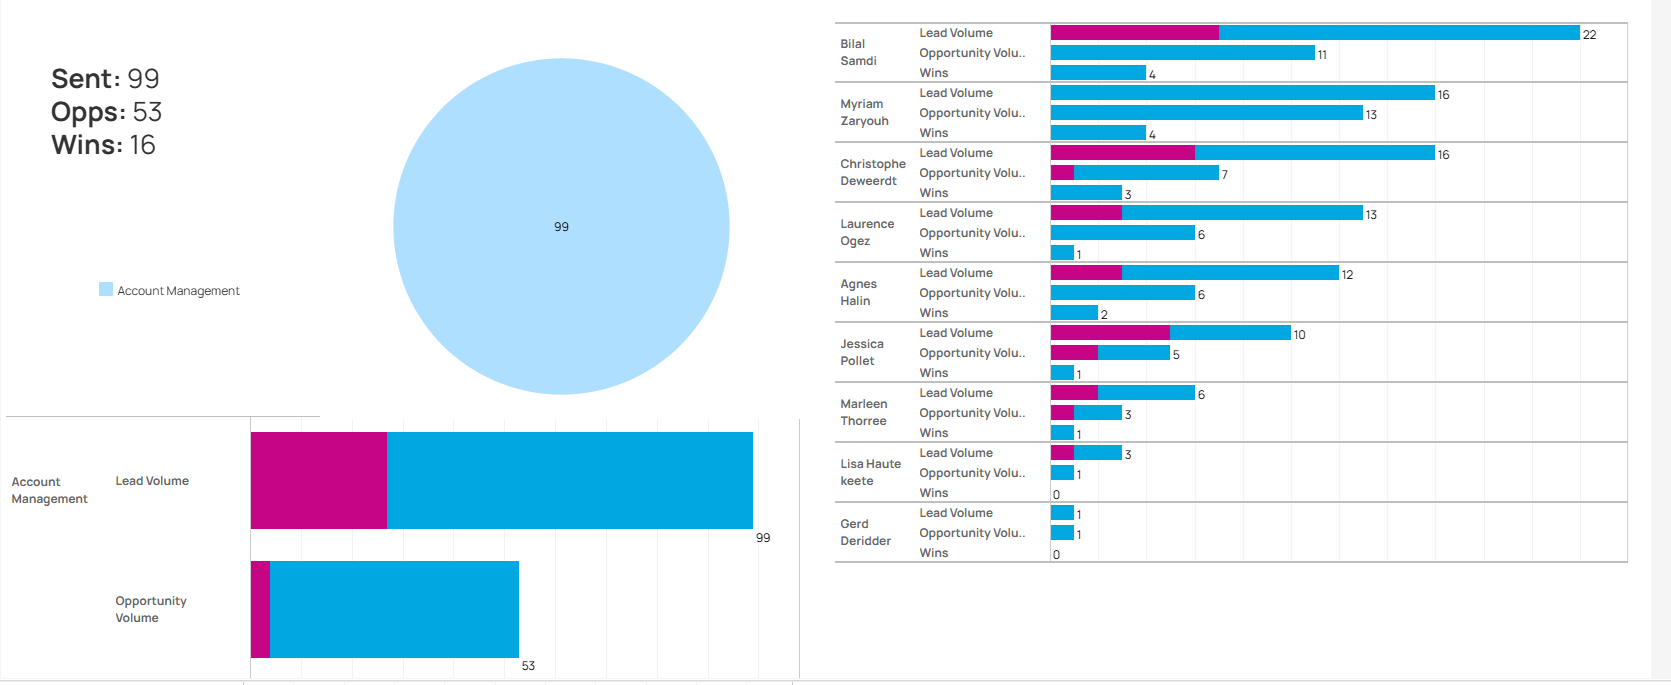 Sent: 99
Opps: 53
Wins: 16
99
Account Management
Account
Management
Lead Volume
99
Opportunity
Volume
53
Bilal
Samdi
Lead Volume
22
Opportunity Volu..
11
Wins
4
Myriam
Zaryouh
Lead Volume
16
Opportunity Volu..
13
Wins
4
Christophe
Deweerdt
Lead Volume
16
Opportunity Volu..
7
Wins
3
Laurence
Ogez
Lead Volume
13
Opportunity Volu..
6
Wins
1
Agnes
Halin
Lead Volume
12
Opportunity Volu..
6
Wins
2
Jessica
Pollet
Lead Volume
10
Opportunity Volu..
5
Wins
1
Marleen
Thorree
Lead Volume
6
Opportunity Volu..
3
Wins
1
Lisa Haute
keete
Lead Volume
3
Opportunity Volu..
1
Wins
0
Gerd
Deridder
Lead Volume
1
Opportunity Volu..
1
Wins
0